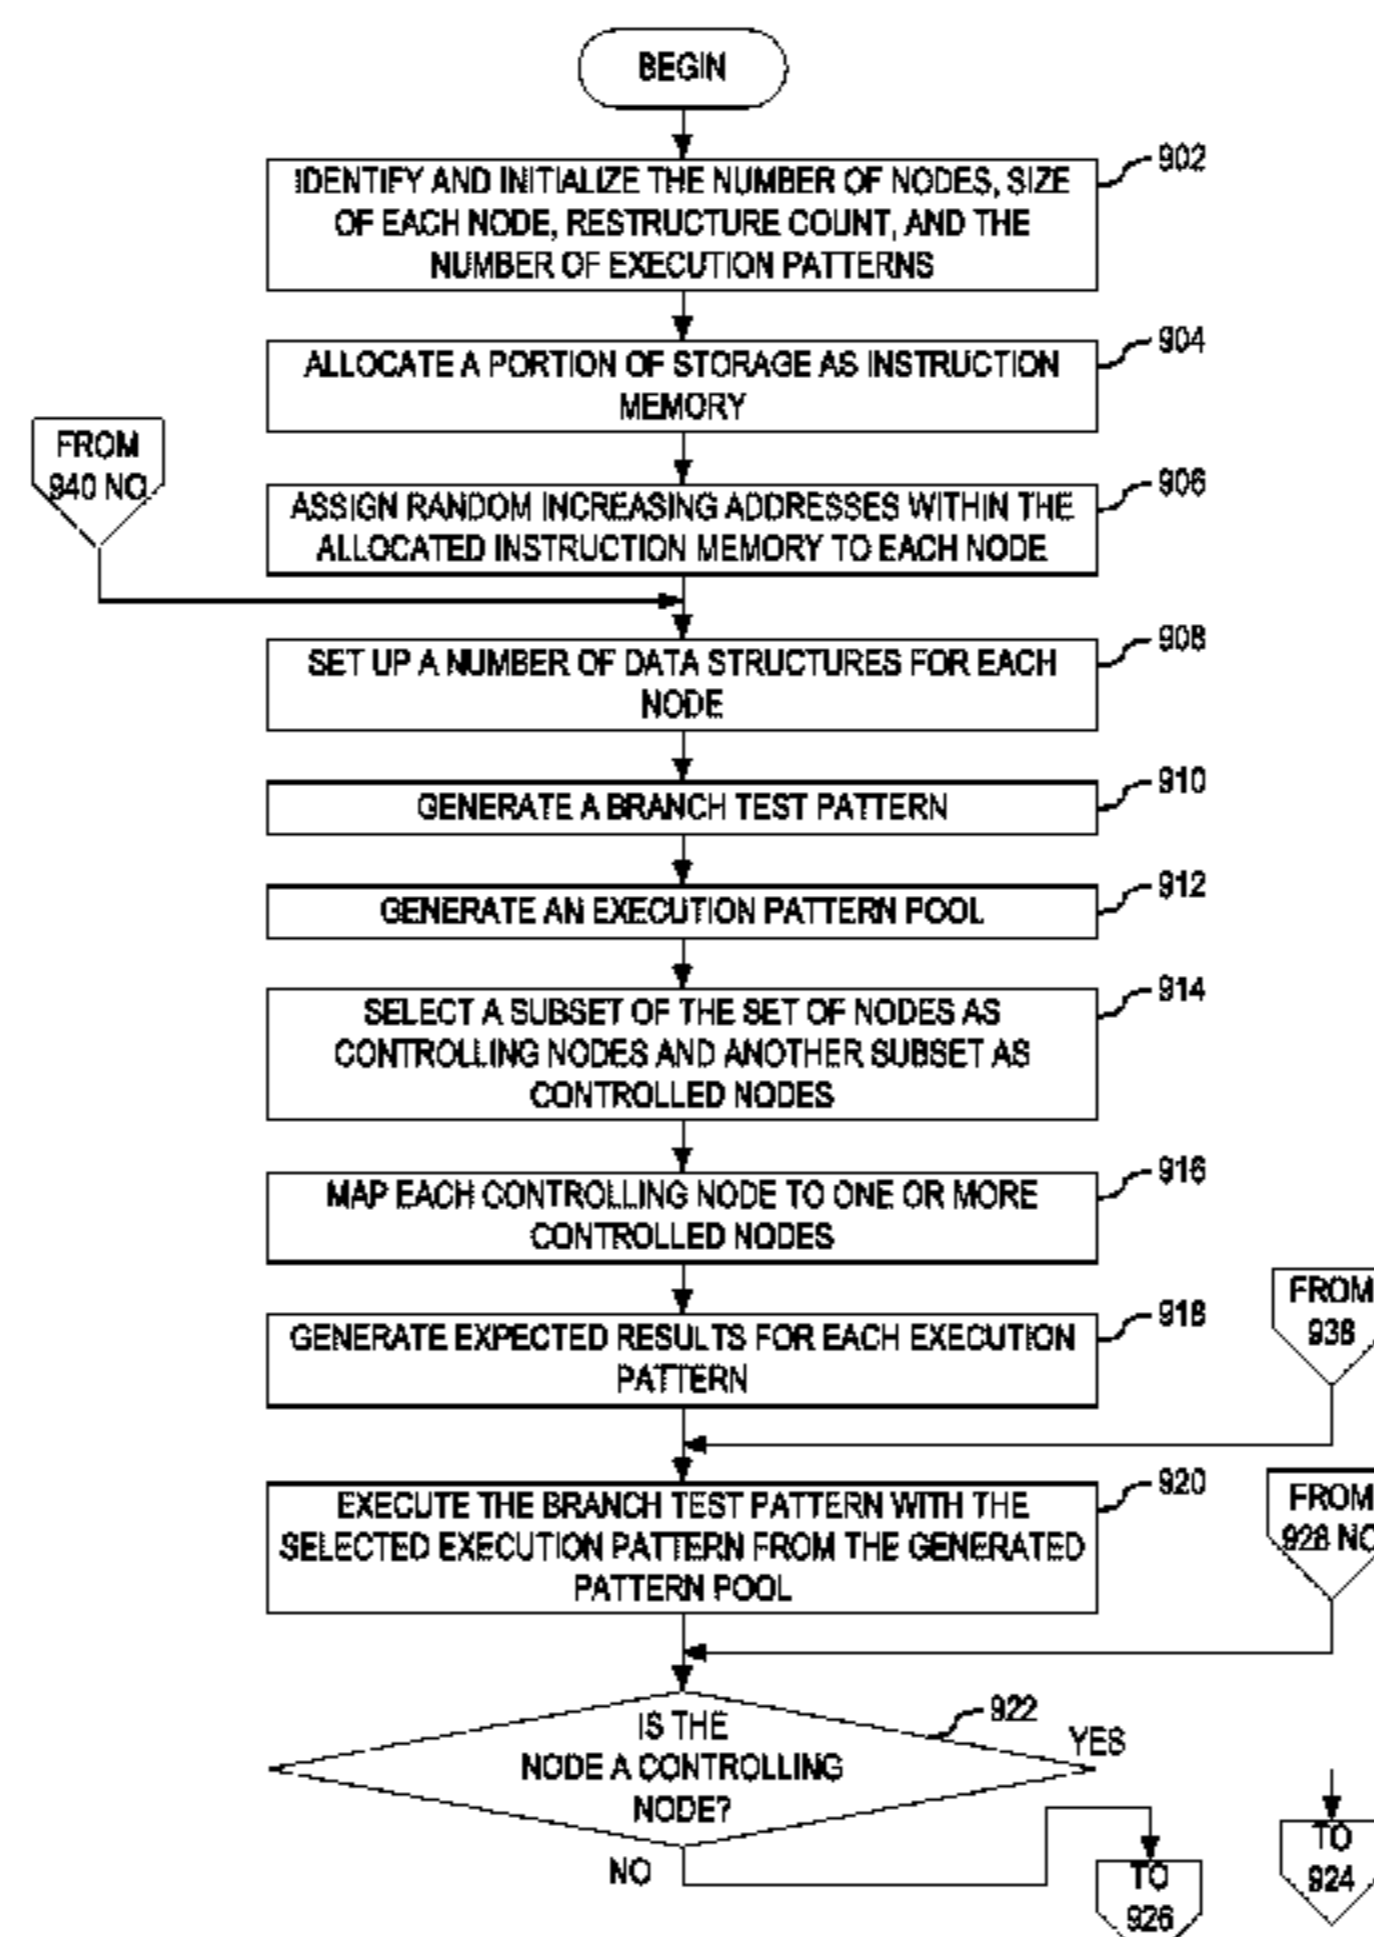 BEGIN
902
IDENTIFY AND INITIALIZE THE NUMBER OF NODES, SIZE
OF EACH NODE, RESTRUCTURE COUNT, AND THE
NUMBER OF EXECUTION PATTERNS
904
ALLOCATE A PORTION OF STORAGE AS INSTRUCTION
MEMORY
FROM
940 NO
906
ASSIGN RANDOM INCREASING ADDRESSES WITHIN THE
ALLOCATED INSTRUCTION MEMORY TO EACH NODE
908
SET UP A NUMBER OF DATA STRUCTURES FOR EACH
NODE
910
GENERATE A BRANCH TEST PATTERN
912
GENERATE AN EXECUTION PATTERN POOL
914
SELECT A SUBSET OF THE SET OF NODES AS
CONTROLLING NODES AND ANOTHER SUBSET AS
CONTROLLED NODES
916
MAP EACH CONTROLLING NODE TO ONE OR MORE
CONTROLLED NODES
918
GENERATE EXPECTED RESULTS FOR EACH EXECUTION
PATTERN
FROM
938
920
EXECUTE THE BRANCH TEST PATTERN WITH THE
SELECTED EXECUTION PATTERN FROM THE GENERATED
PATTERN POOL
FROM
928 NO
922
IS THE
NODE A CONTROLLING
NODE?
YES
NO
TO
926
TO
924